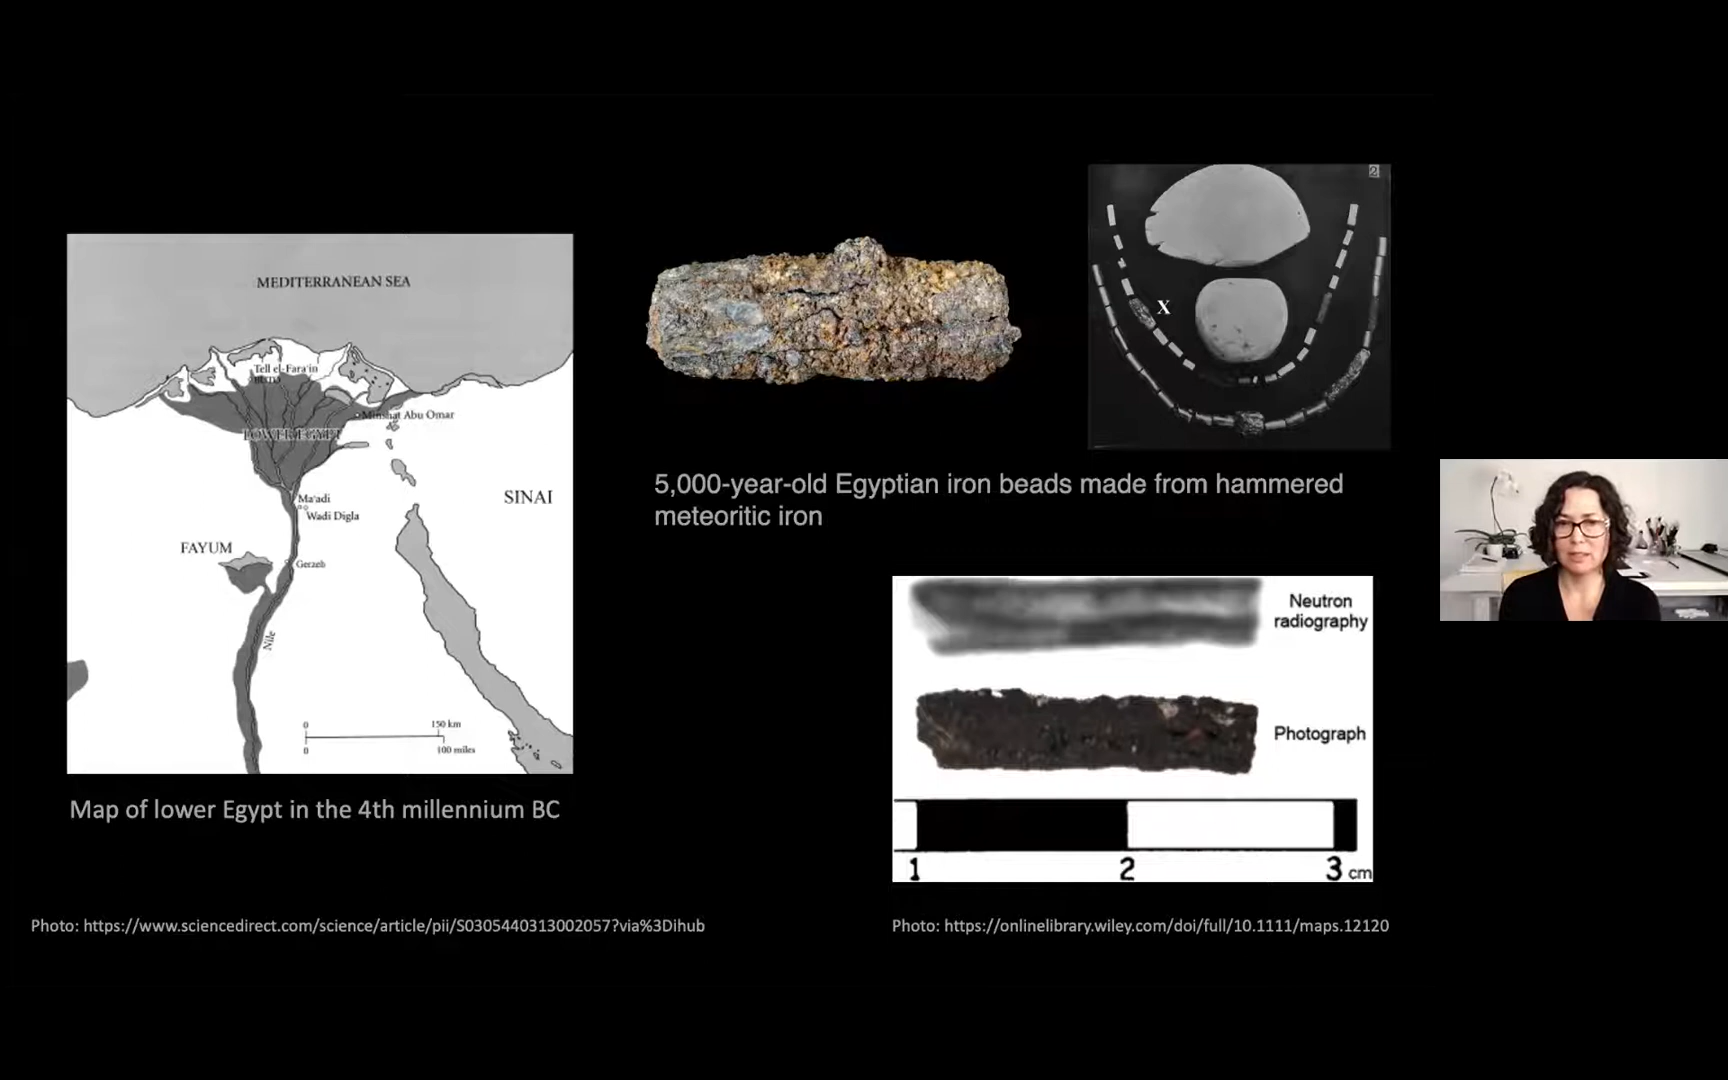 MEDITERRANEAN SEA
Tell el-Fara'in
BUTO
Minshat Abu Omar
LOWER EGYPT
Ma'adi
Wadi Digla
SINAI
FAYUM
Gerzeh
Nile
0 150 km
0 100 miles
Map of lower Egypt in the 4th millennium BC
Photo: https://www.sciencedirect.com/science/article/pii/S0305440313002057?via%3Dihub
2
X
5,000-year-old Egyptian iron beads made from hammered
meteoritic iron
Neutron
radiography
Photograph
1 2 3 cm
Photo: https://onlinelibrary.wiley.com/doi/full/10.1111/maps.12120